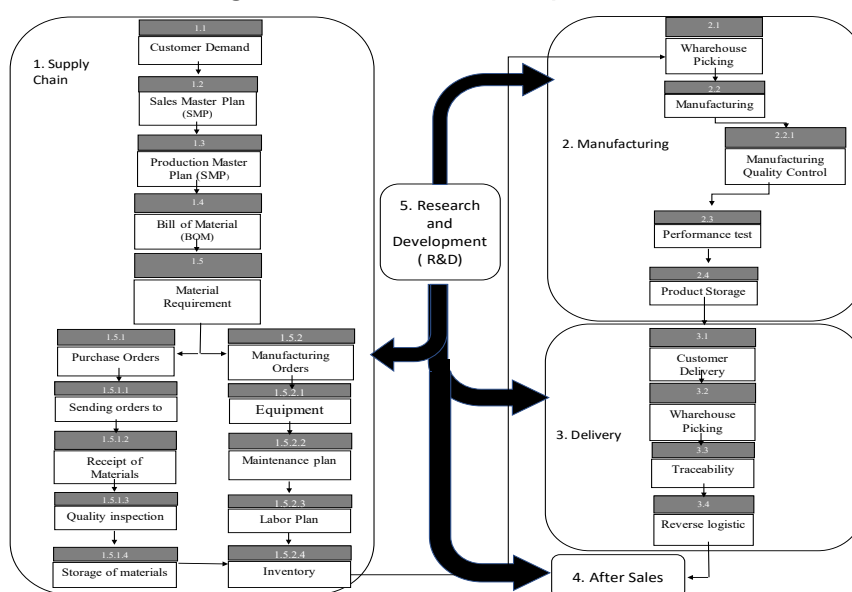 1. Supply
Chain
1.1
Customer Demand
1.2
Sales Master Plan
(SMP)
1.3
Production Master
Plan (SMP)
1.4
Bill of Material
(BOM)
1.5
Material
Requirement
1.5.1
Purchase Orders
1.5.1.1
Sending orders to
1.5.1.2
Receipt of
Materials
1.5.1.3
Quality inspection
1.5.1.4
Storage of materials
1.5.2
Manufacturing
Orders
1.5.2.1
Equipment
1.5.2.2
Maintenance plan
1.5.2.3
Labor Plan
1.5.2.4
Inventory
5. Research
and
Development
( R&D)
2. Manufacturing
2.1
Wharehouse
Picking
2.2
Manufacturing
2.2.1
Manufacturing
Quality Control
2.3
Performance test
2.4
Product Storage
3. Delivery
3.1
Customer
Delivery
3.2
Wharehouse
Picking
3.3
Traceability
3.4
Reverse logistic
4. After Sales